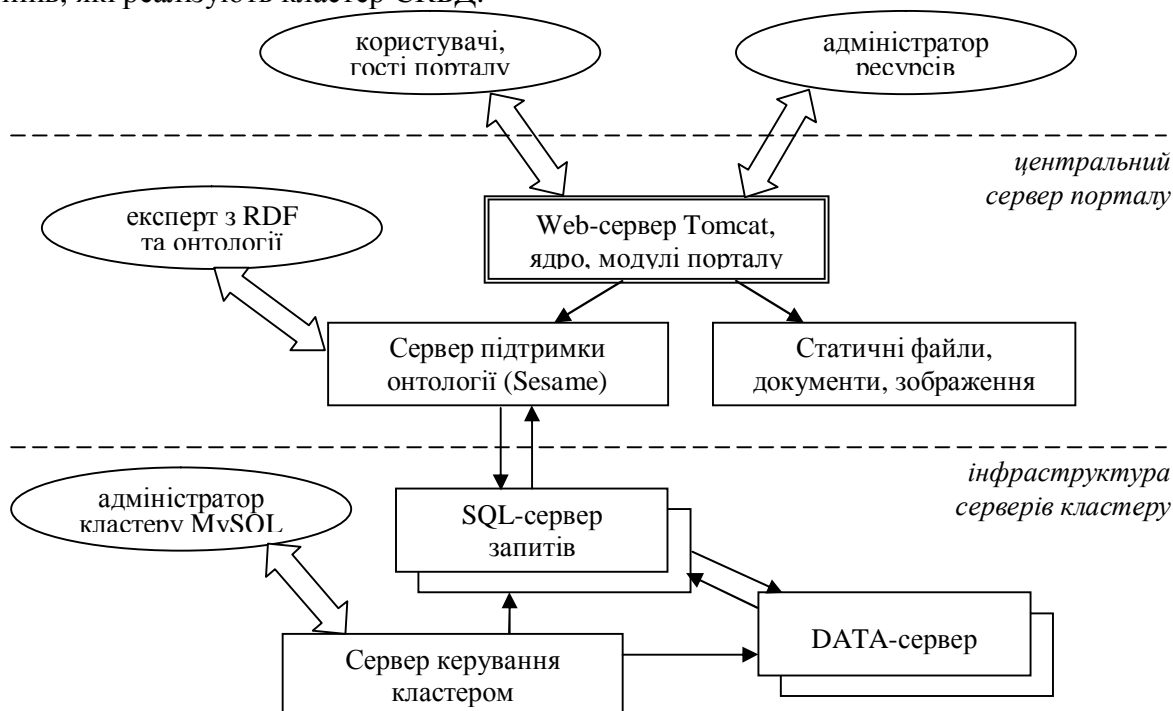 які реалізують кластер СКБД.
користувачі,
гості порталу
адміністратор
ресурсів
центральний
сервер порталу
експерт з RDF
та онтології
Web-сервер Tomcat,
ядро, модулі порталу
Сервер підтримки
онтології (Sesame)
Статичні файли,
документи, зображення
інфраструктура
серверів кластеру
адміністратор
кластеру MySQL
SQL-сервер
запитів
DATA-сервер
Сервер керування
кластером